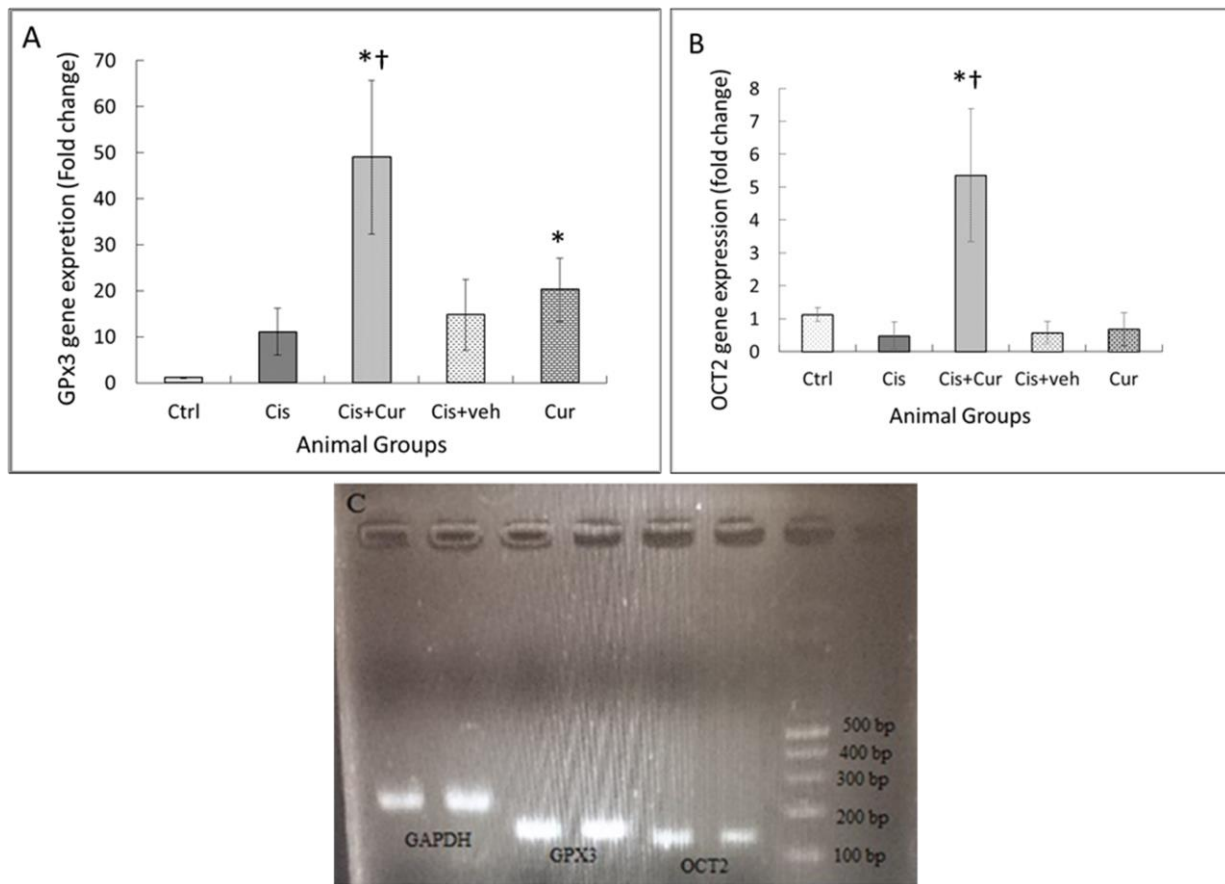 A
GPx3 gene expretion (Fold change)
70
60
50
40
30
20
10
0
*†
*
Ctrl Cis Cis+Cur Cis+veh Cur
Animal Groups
B
OCT2 gene expression (fold change)
8
7
6
5
4
3
2
1
0
*†
Ctrl Cis Cis+Cur Cis+veh Cur
Animal Groups
C
500 bp
400 bp
300 bp
200 bp
100 bp
GAPDH
GPX3
OCT2